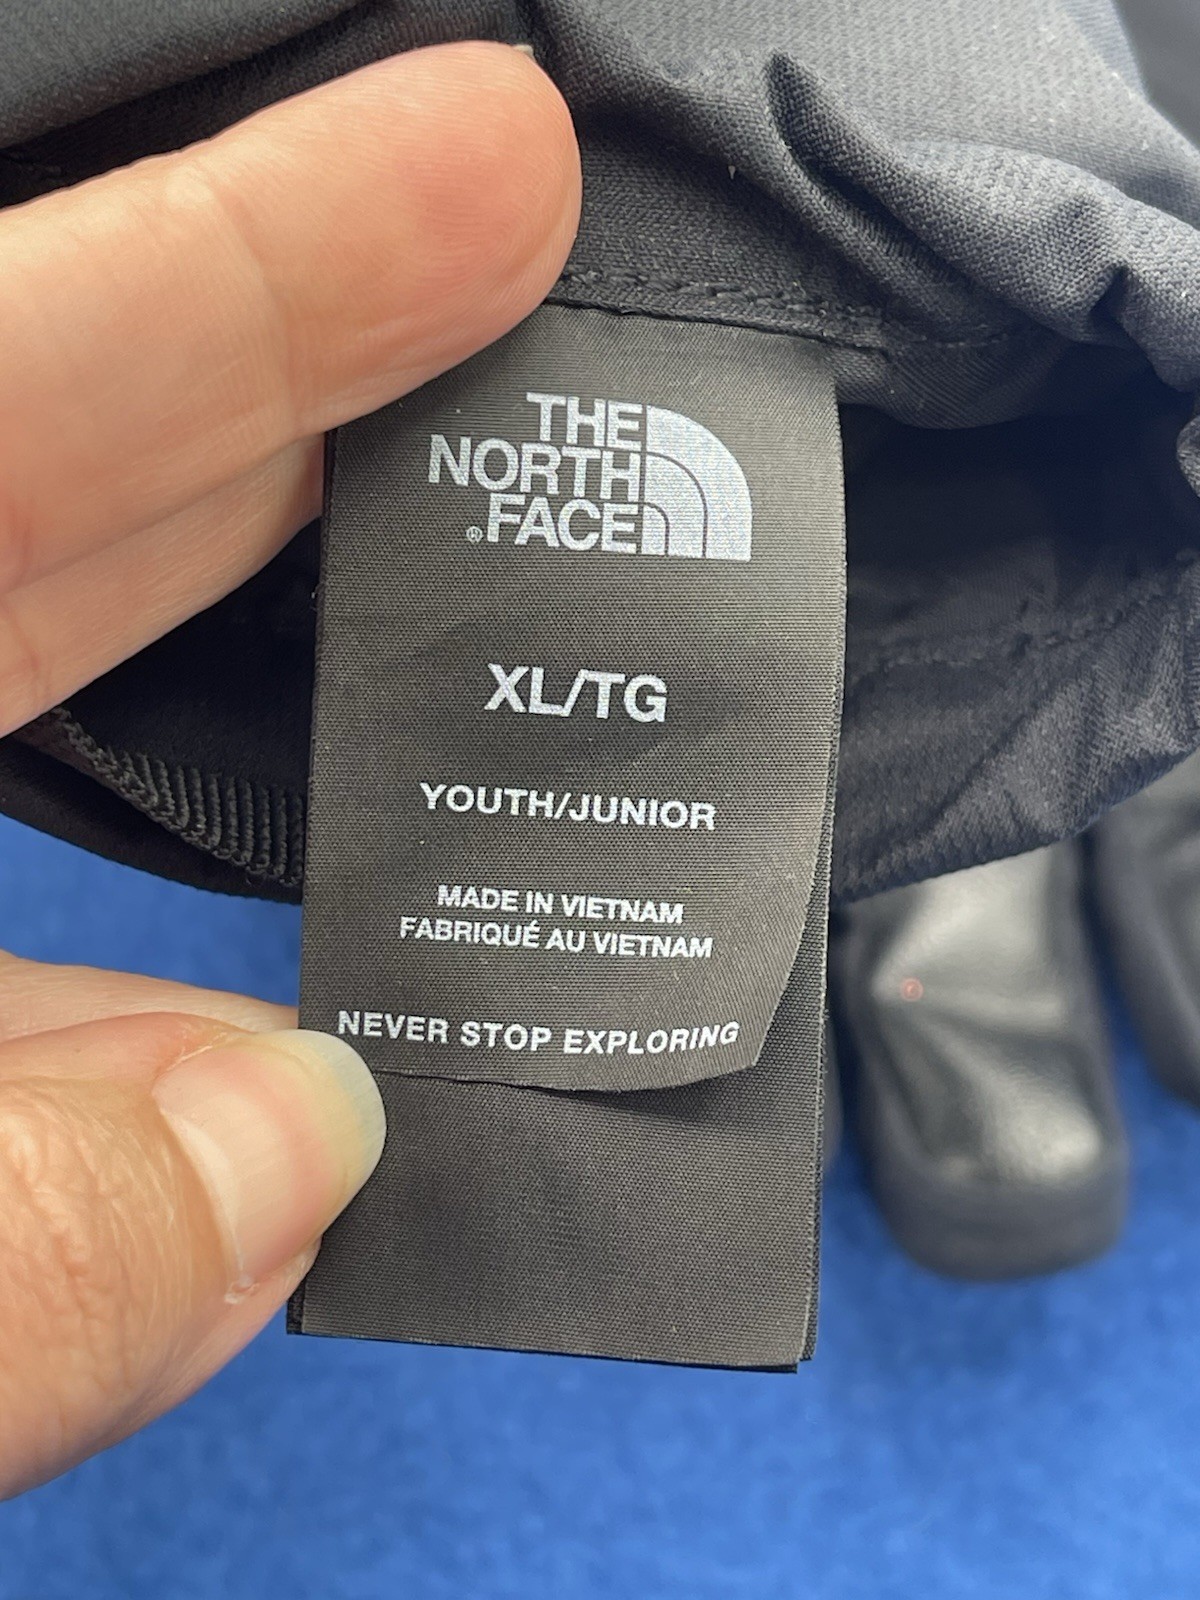 THE
NORTH
®FACE
XL/TG
YOUTH/JUNIOR
MADE IN VIETNAM
FABRIQUÉ AU VIETNAM
NEVER STOP EXPLORING